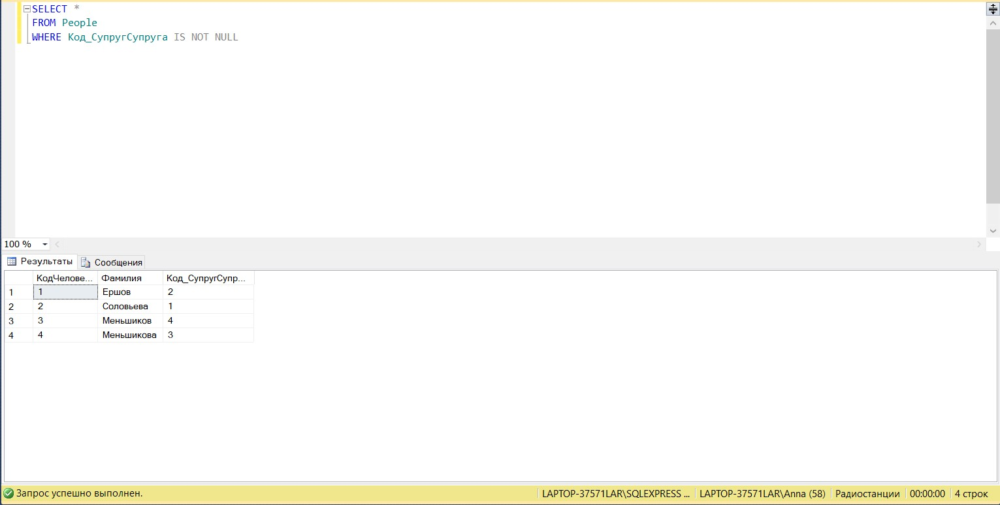 SELECT *
FROM People
WHERE Код_СупругСупруга IS NOT NULL
100 %
Результаты Сообщения
КодЧелове... Фамилия Код_СупругСупр...
1 1 Ершов 2
2 2 Соловьева 1
3 3 Меньшиков 4
4 4 Меньшикова 3
Запрос успешно выполнен. LAPTOP-37571LAR\SQLEXPRESS ... LAPTOP-37571LAR\Anna (58) Радиостанции 00:00:00 4 строк